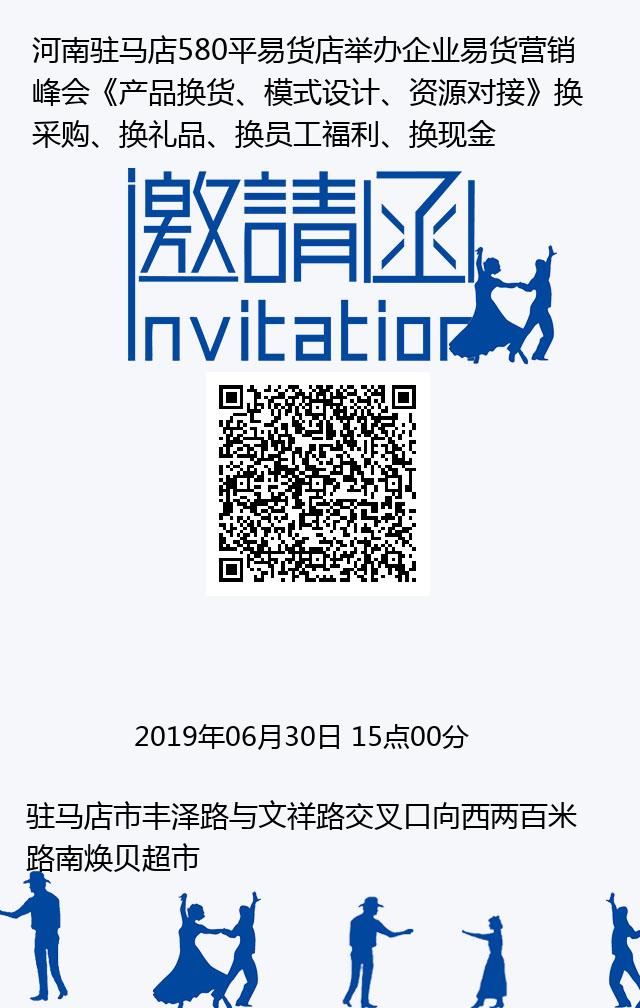 河南驻马店580平易货店举办企业易货营销
峰会《产品换货、模式设计、资源对接》换
采购、换礼品、换员工福利、换现金
邀請函
Invitation
2019年06月30日 15点00分
驻马店市丰泽路与文祥路交叉口向西两百米
路南焕贝超市